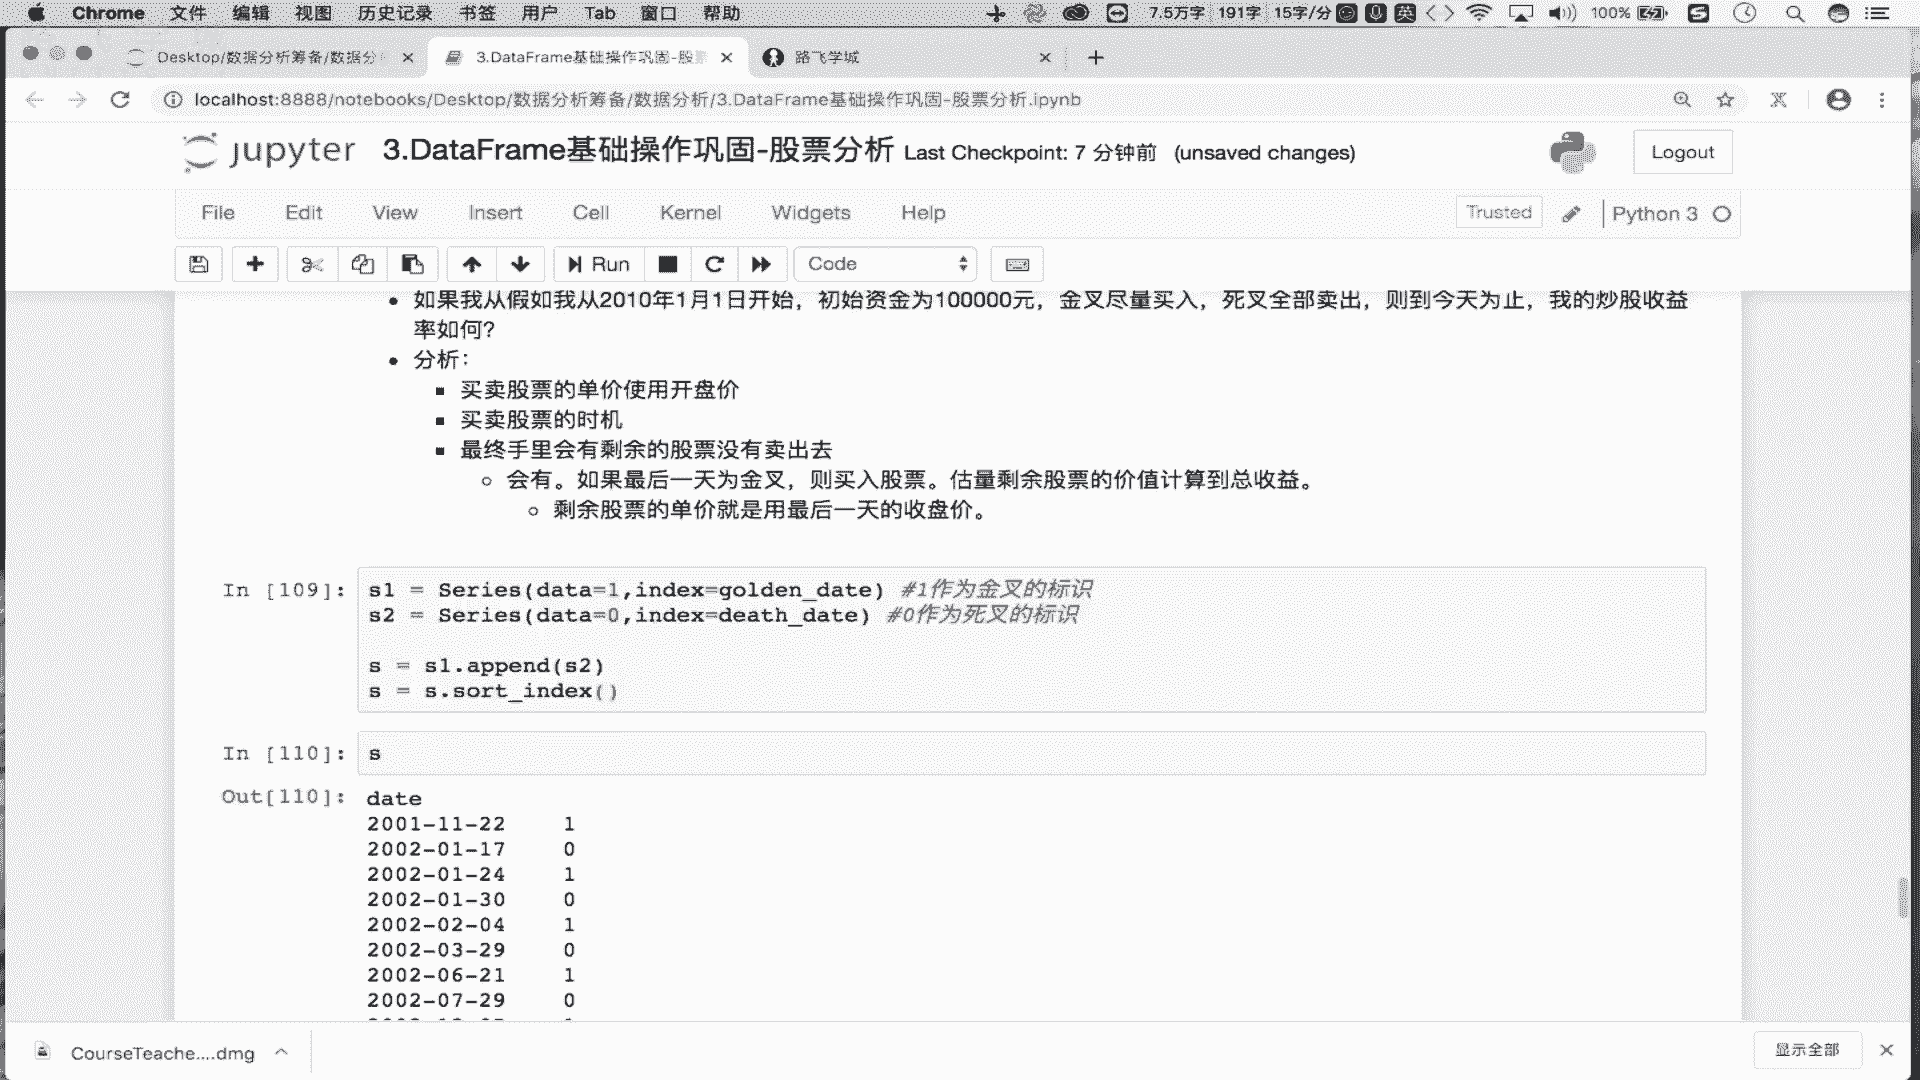 Chrome 文件 编辑 视图 历史记录 书签 用户 Tab 窗口 帮助 7.5万字 191字 15字/分 英 100%
Desktop/数据分析筹备/数据分
3.DataFrame基础操作巩固-股
路飞学城
localhost:8888/notebooks/Desktop/数据分析筹备/数据分析/3.DataFrame基础操作巩固-股票分析.ipynb
jupyter 3.DataFrame基础操作巩固-股票分析 Last Checkpoint: 7 分钟前 (unsaved changes)
Logout
File Edit View Insert Cell Kernel Widgets Help Trusted Python 3
Run Code
如果我从假如我从2010年1月1日开始，初始资金为100000元，金叉尽量买入，死叉全部卖出，则到今天为止，我的炒股收益
率如何?
分析：
买卖股票的单价使用开盘价
买卖股票的时机
最终手里会有剩余的股票没有卖出去
会有。如果最后一天为金叉，则买入股票。估量剩余股票的价值计算到总收益。
剩余股票的单价就是用最后一天的收盘价。
In [109]: s1 = Series(data=1,index=golden_date) #1作为金叉的标识
s2 = Series(data=0,index=death_date) #0作为死叉的标识
s = s1.append(s2)
s = s.sort_index()
In [110]: s
Out[110]: date
2001-11-22 1
2002-01-17 0
2002-01-24 1
2002-01-30 0
2002-02-04 1
2002-03-29 0
2002-06-21 1
2002-07-29 0
CourseTeache....dmg
显示全部